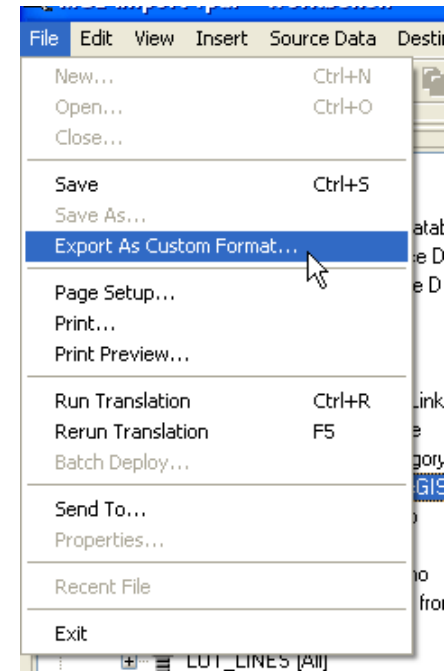 File Edit View Insert Source Data
New... Ctrl+N
Open... Ctrl+O
Close...
Save Ctrl+S
Save As...
Export As Custom Format...
Page Setup...
Print...
Print Preview...
Run Translation Ctrl+R
Rerun Translation F5
Batch Deploy...
Send To...
Properties...
Recent File
Exit
LUT_LINES [All]